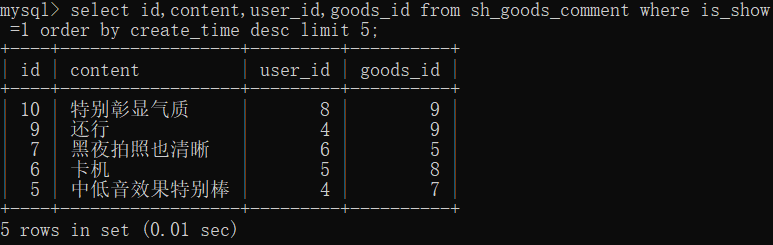 mysql> select id,content,user_id,goods_id from sh_goods_comment where is_show
=1 order by create_time desc limit 5;
+----+------------------+---------+----------+
| id | content          | user_id | goods_id |
+----+------------------+---------+----------+
| 10 | 特别彰显气质     |       8 |        9 |
|  9 | 还行             |       4 |        9 |
|  7 | 黑夜拍照也清晰   |       6 |        5 |
|  6 | 卡机             |       5 |        8 |
|  5 | 中低音效果特别棒 |       4 |        7 |
+----+------------------+---------+----------+
5 rows in set (0.01 sec)